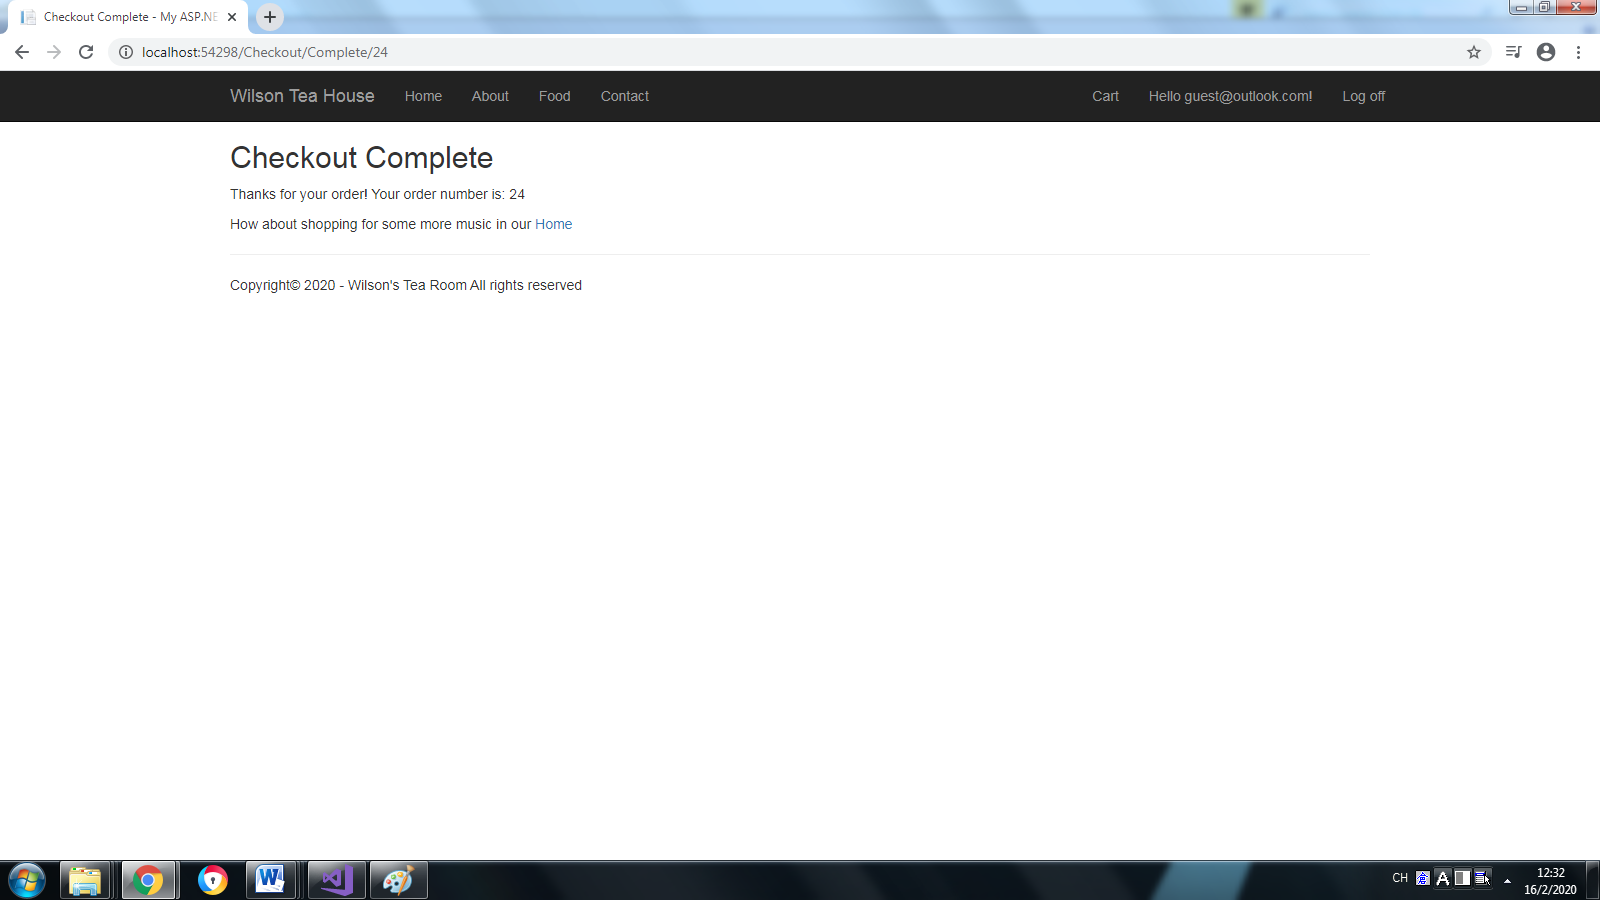 Checkout Complete - My ASP.NE
localhost:54298/Checkout/Complete/24
Wilson Tea House Home About Food Contact Cart Hello guest@outlook.com! Log off
Checkout Complete
Thanks for your order! Your order number is: 24
How about shopping for some more music in our Home
Copyright© 2020 - Wilson's Tea Room All rights reserved
CH A 12:32
16/2/2020